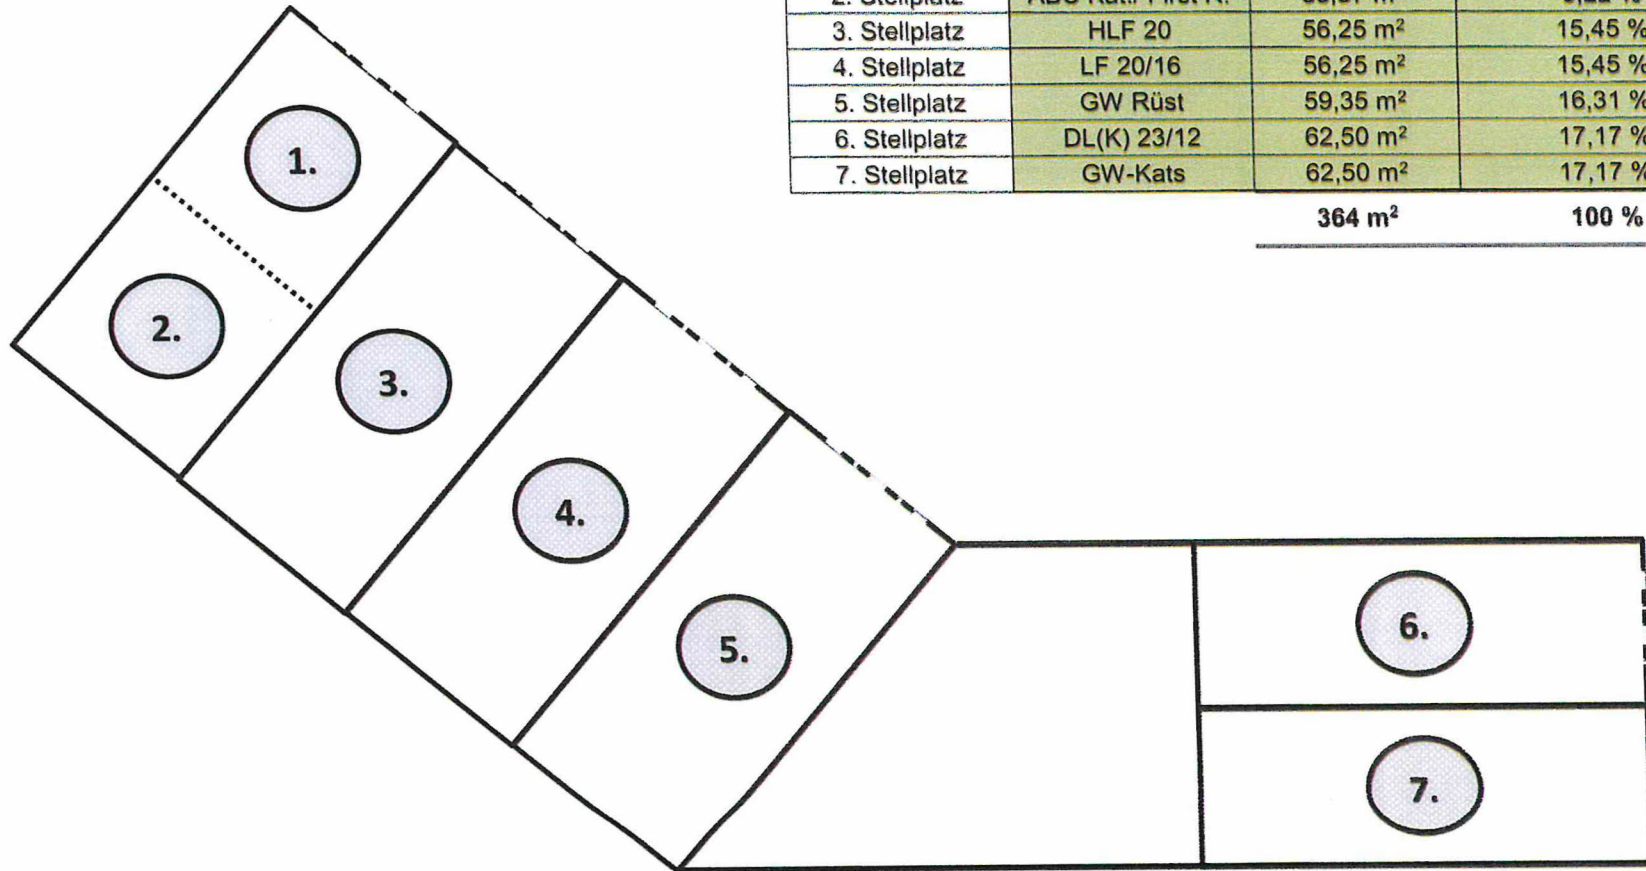 2. Stellplatz
3. Stellplatz HLF 20 56,25 m² 15,45 %
4. Stellplatz LF 20/16 56,25 m² 15,45 %
5. Stellplatz GW Rüst 59,35 m² 16,31 %
6. Stellplatz DL(K) 23/12 62,50 m² 17,17 %
7. Stellplatz GW-Kats 62,50 m² 17,17 %
364 m² 100 %
1.
2.
3.
4.
5.
6.
7.